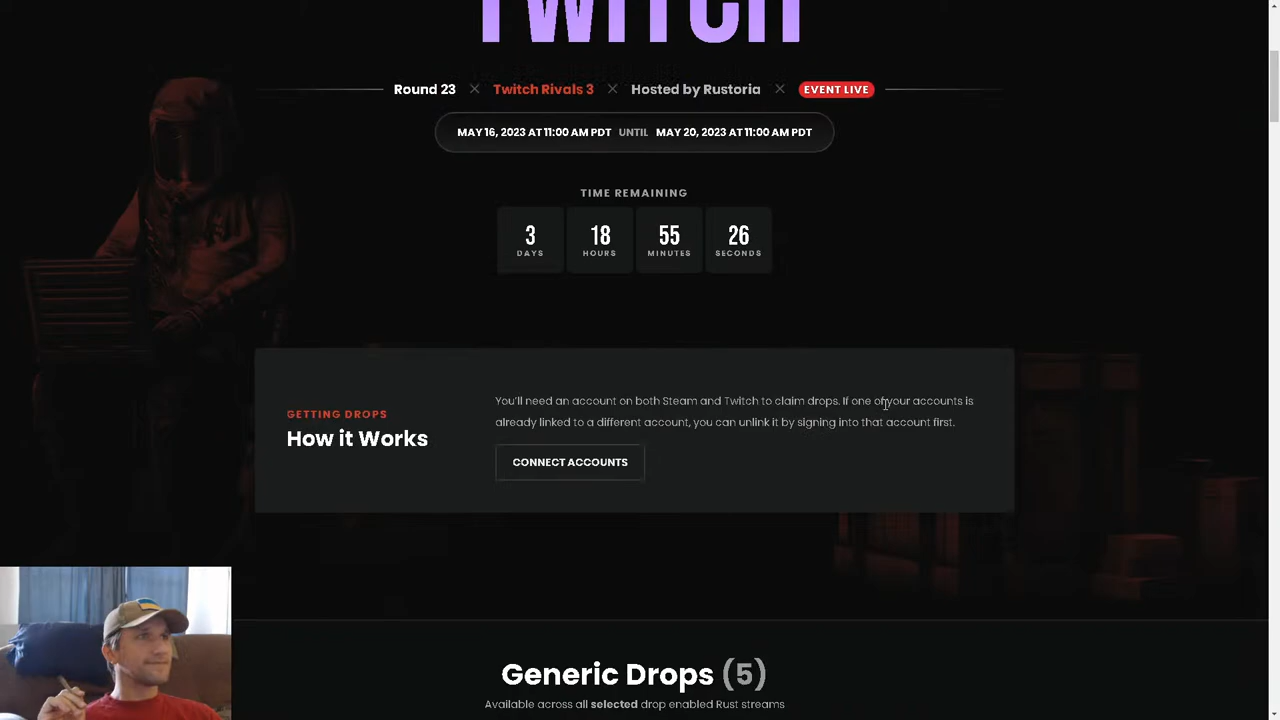 TWITCH
Round 23 × Twitch Rivals 3 × Hosted by Rustoria × EVENT LIVE
MAY 16, 2023 AT 11:00 AM PDT UNTIL MAY 20, 2023 AT 11:00 AM PDT
TIME REMAINING
3 18 55 26
DAYS HOURS MINUTES SECONDS
You'll need an account on both Steam and Twitch to claim drops. If one of your accounts is
already linked to a different account, you can unlink it by signing into that account first.
GETTING DROPS
How it Works
CONNECT ACCOUNTS
Generic Drops (5)
Available across all selected drop enabled Rust streams